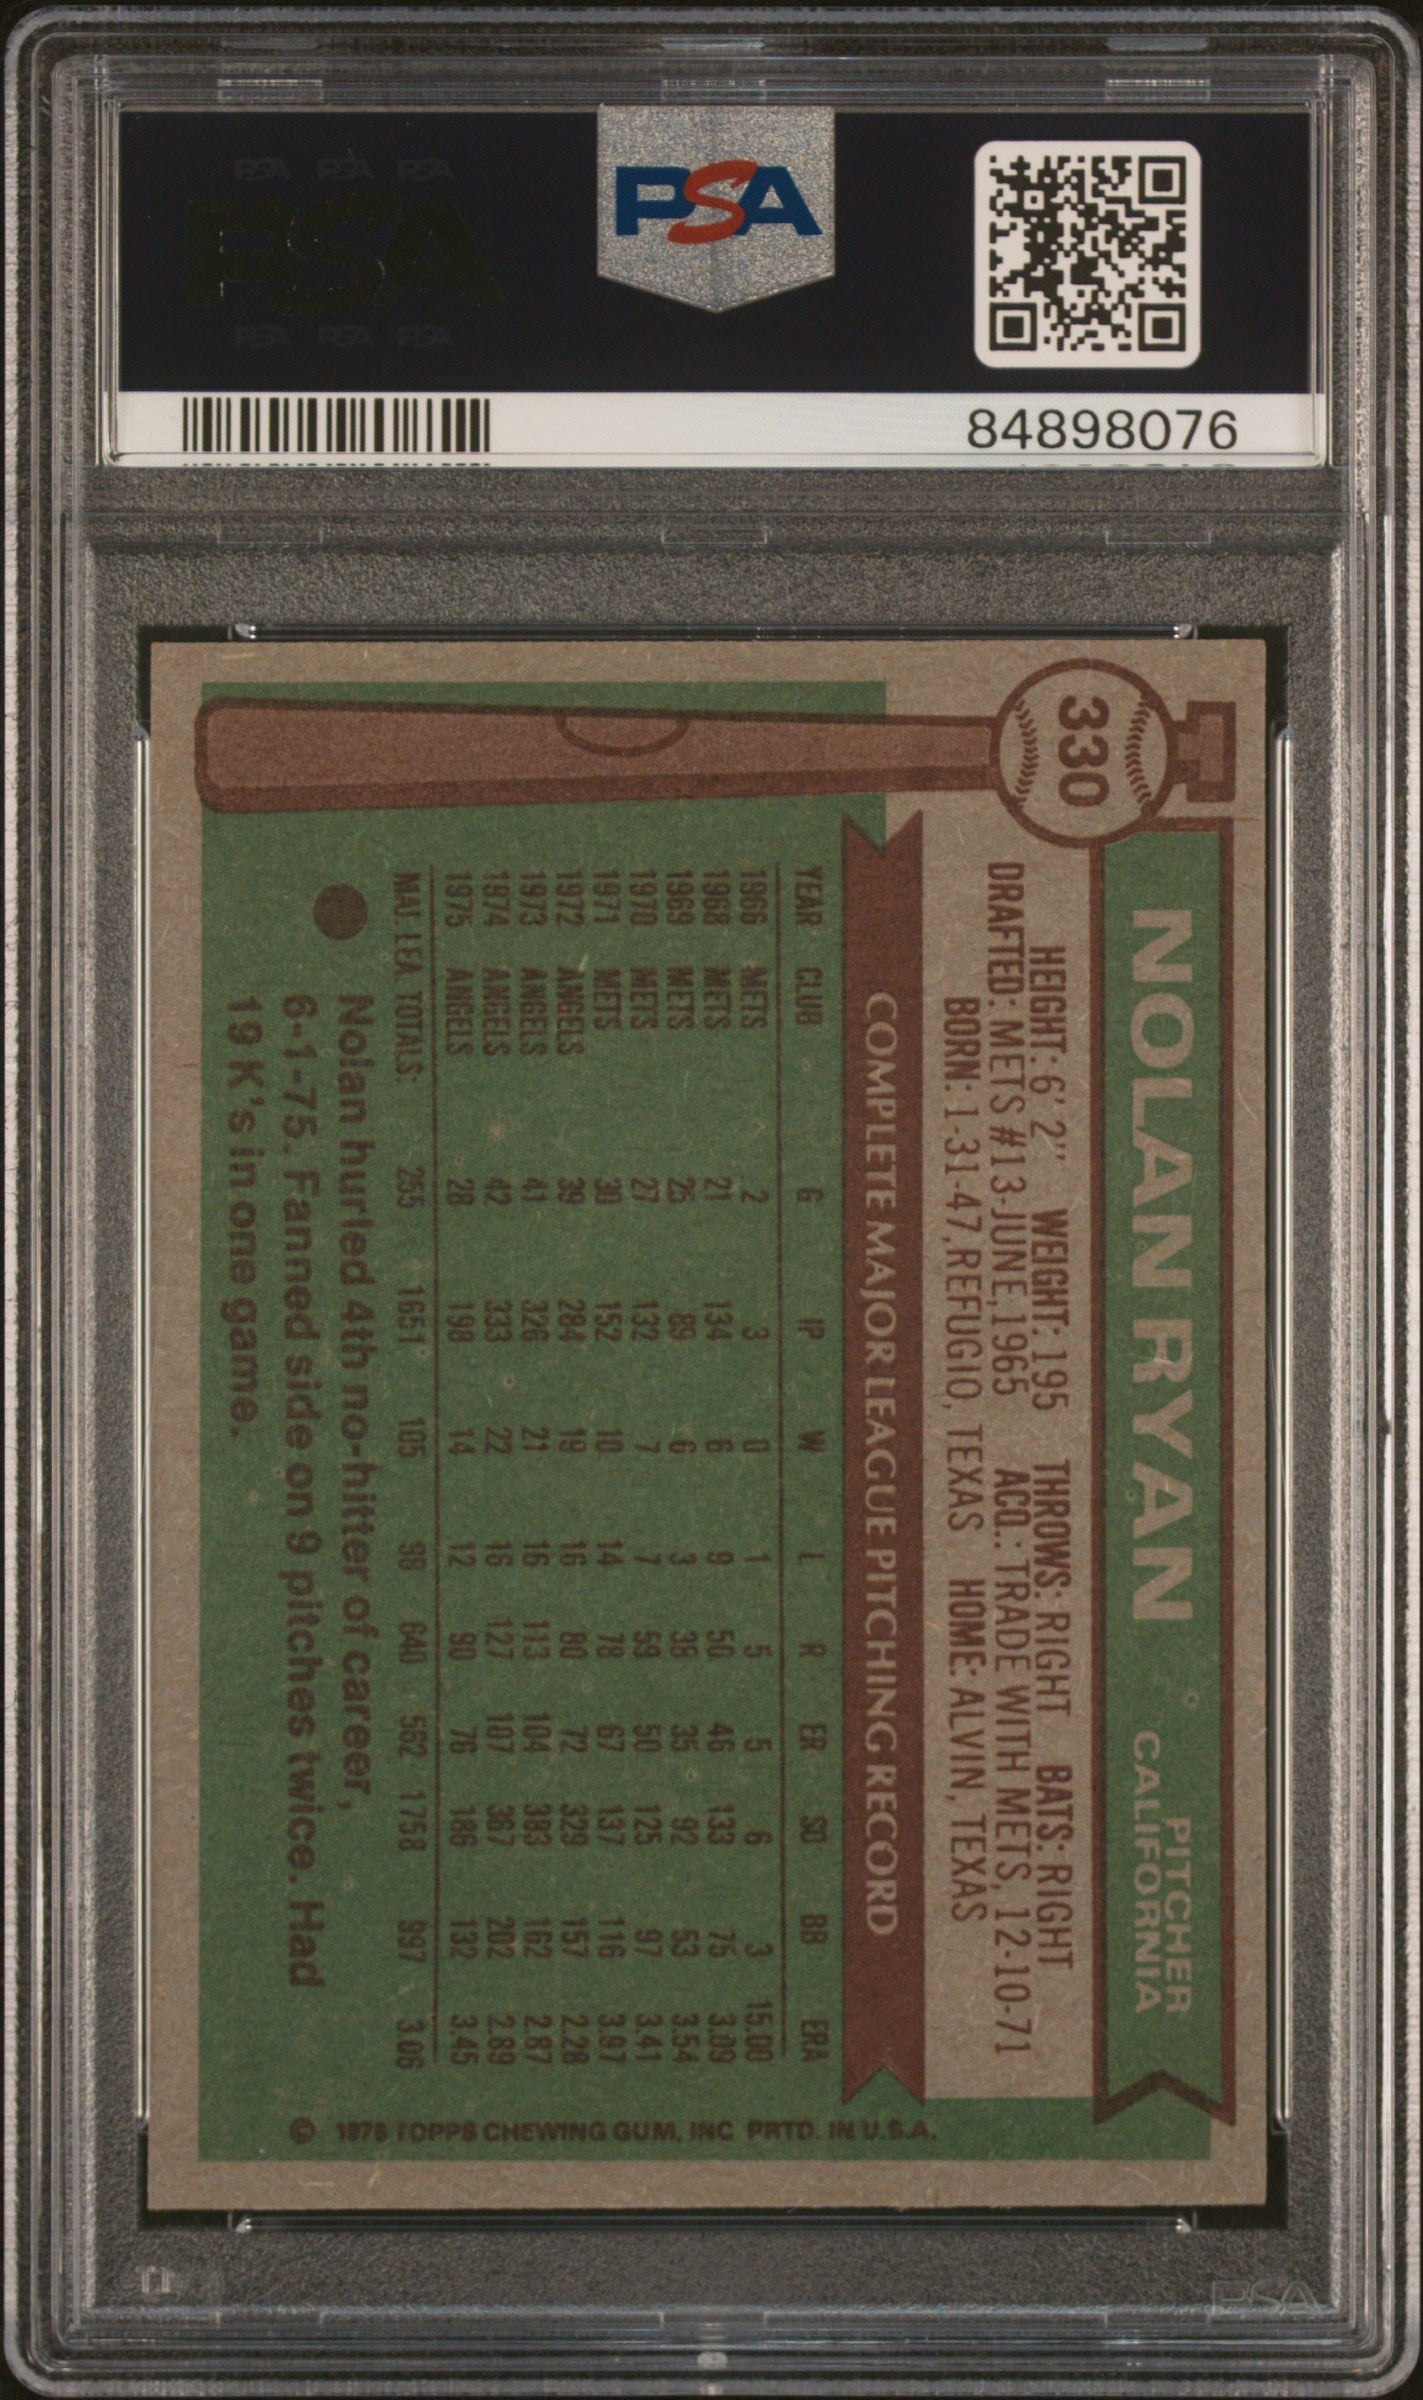 PSA PSA PSA
PSA
PSA PSA PSA
PSA
84898076
330
NOLAN RYAN PITCHER
CALIFORNIA
HEIGHT: 6' 2" WEIGHT: 195 THROWS: RIGHT BATS: RIGHT
DRAFTED: METS #13-JUNE, 1965 ACQ.: TRADE WITH METS, 12-10-71
BORN: 1-31-47, REFUGIO, TEXAS HOME: ALVIN, TEXAS
COMPLETE MAJOR LEAGUE PITCHING RECORD
YEAR CLUB G IP W L R ER SO BB ERA
1966 METS 2 3 0 1 5 5 6 3 15.00
1968 METS 21 134 6 9 50 46 133 75 3.09
1969 METS 25 89 6 3 38 35 92 53 3.54
1970 METS 27 132 7 7 59 50 125 97 3.41
1971 METS 30 152 10 14 78 67 137 116 3.97
1972 ANGELS 39 284 19 16 80 72 329 157 2.28
1973 ANGELS 41 326 21 16 113 104 383 162 2.87
1974 ANGELS 42 333 22 16 127 107 367 202 2.89
1975 ANGELS 28 198 14 12 90 76 186 132 3.45
MAJ. LEA. TOTALS: 255 1651 105 98 640 562 1758 997 3.06
Nolan hurled 4th no-hitter of career,
6-1-75. Fanned side on 9 pitches twice. Had
19 K's in one game.
© 1976 TOPPS CHEWING GUM, INC PRTD. IN U.S.A.
PSA